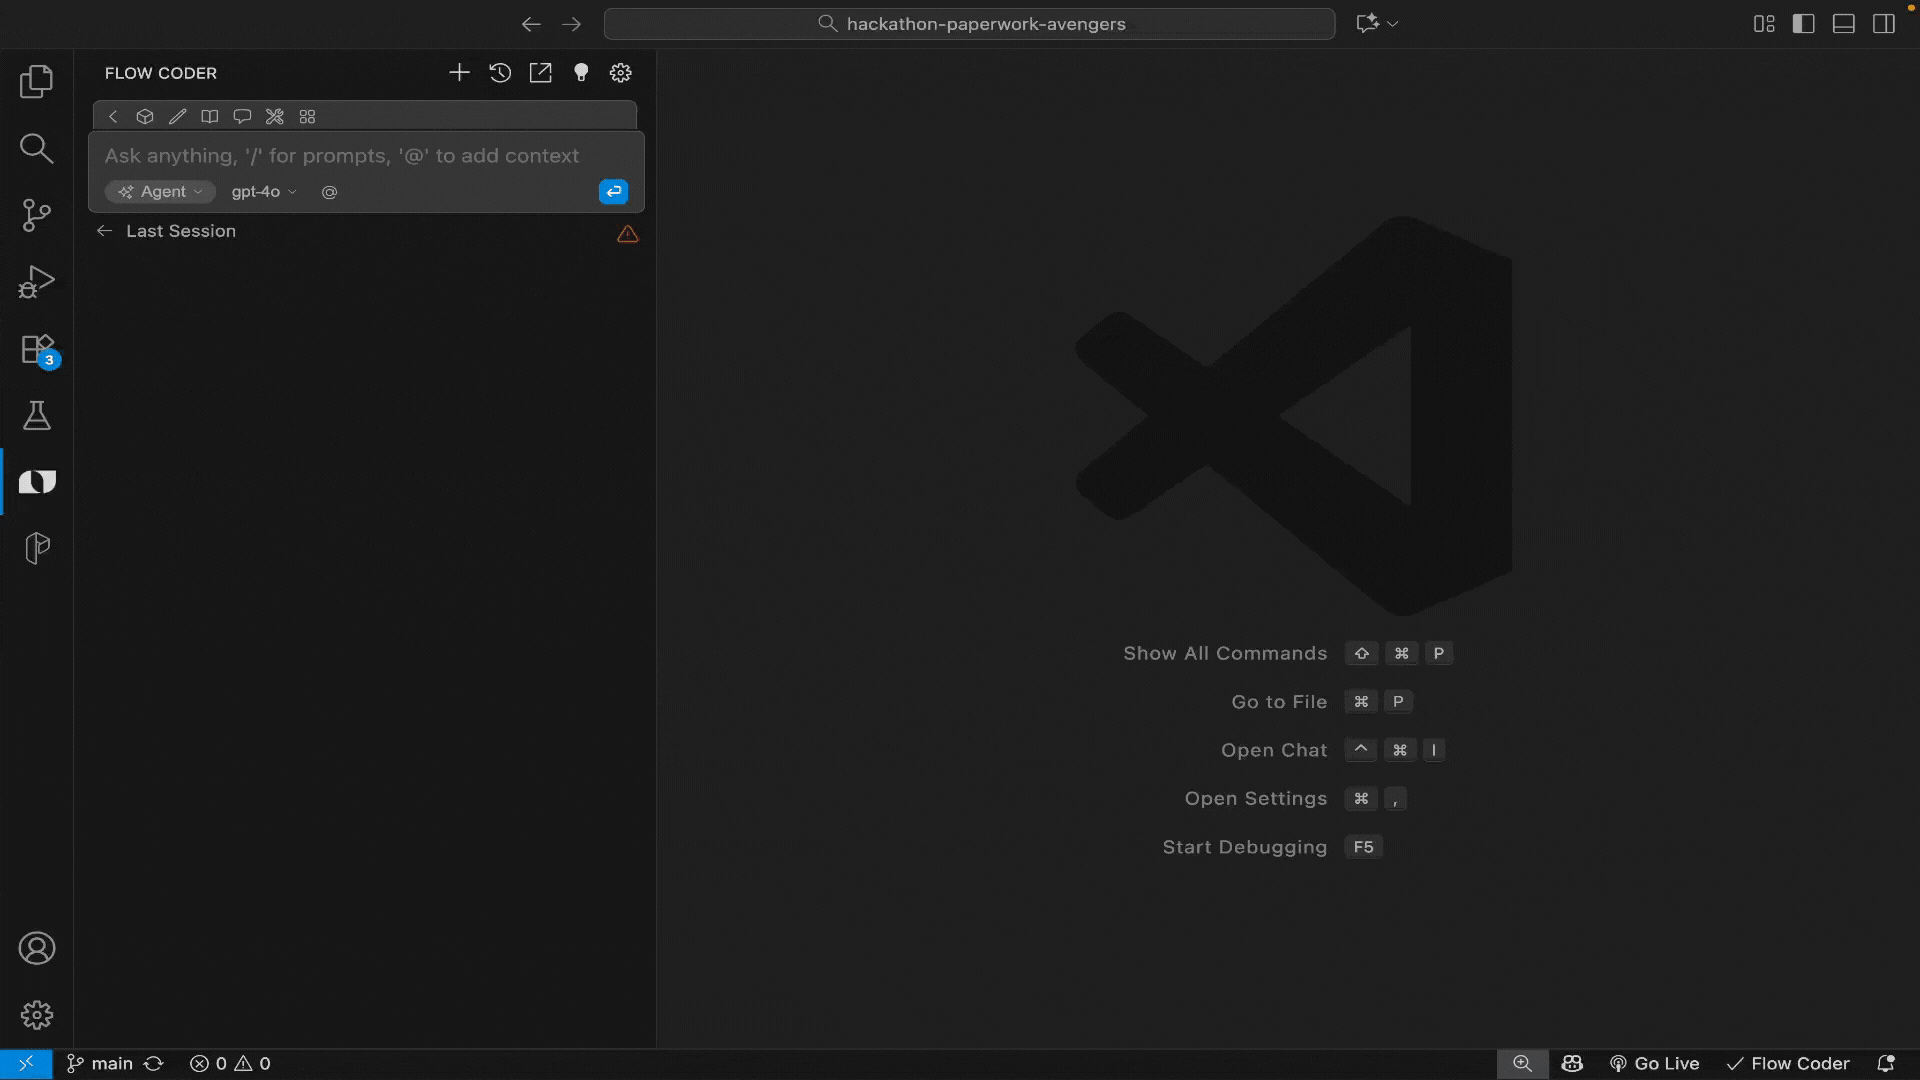 hackathon-paperwork-avengers
FLOW CODER
Ask anything, '/' for prompts, '@' to add context
Agent gpt-4o @
Last Session
3
Show All Commands ⇧ ⌘ P
Go to File ⌘ P
Open Chat ^ ⌘ I
Open Settings ⌘ ,
Start Debugging F5
main 0 0 Go Live Flow Coder